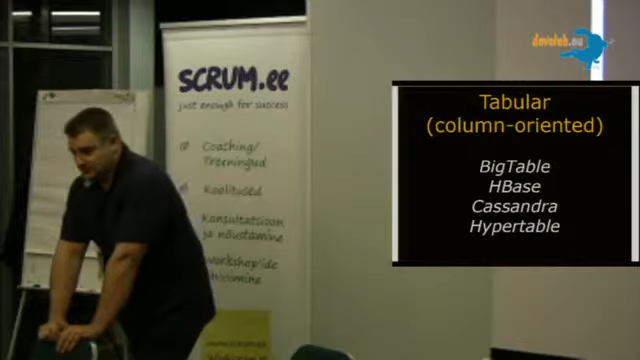 devclub.eu
SCRUM.ee
just enough for success
Coaching/
Treeningud
Koolitused
Konsultatsioon
ja nõustamine
Tabular
(column-oriented)
BigTable
HBase
Cassandra
Hypertable